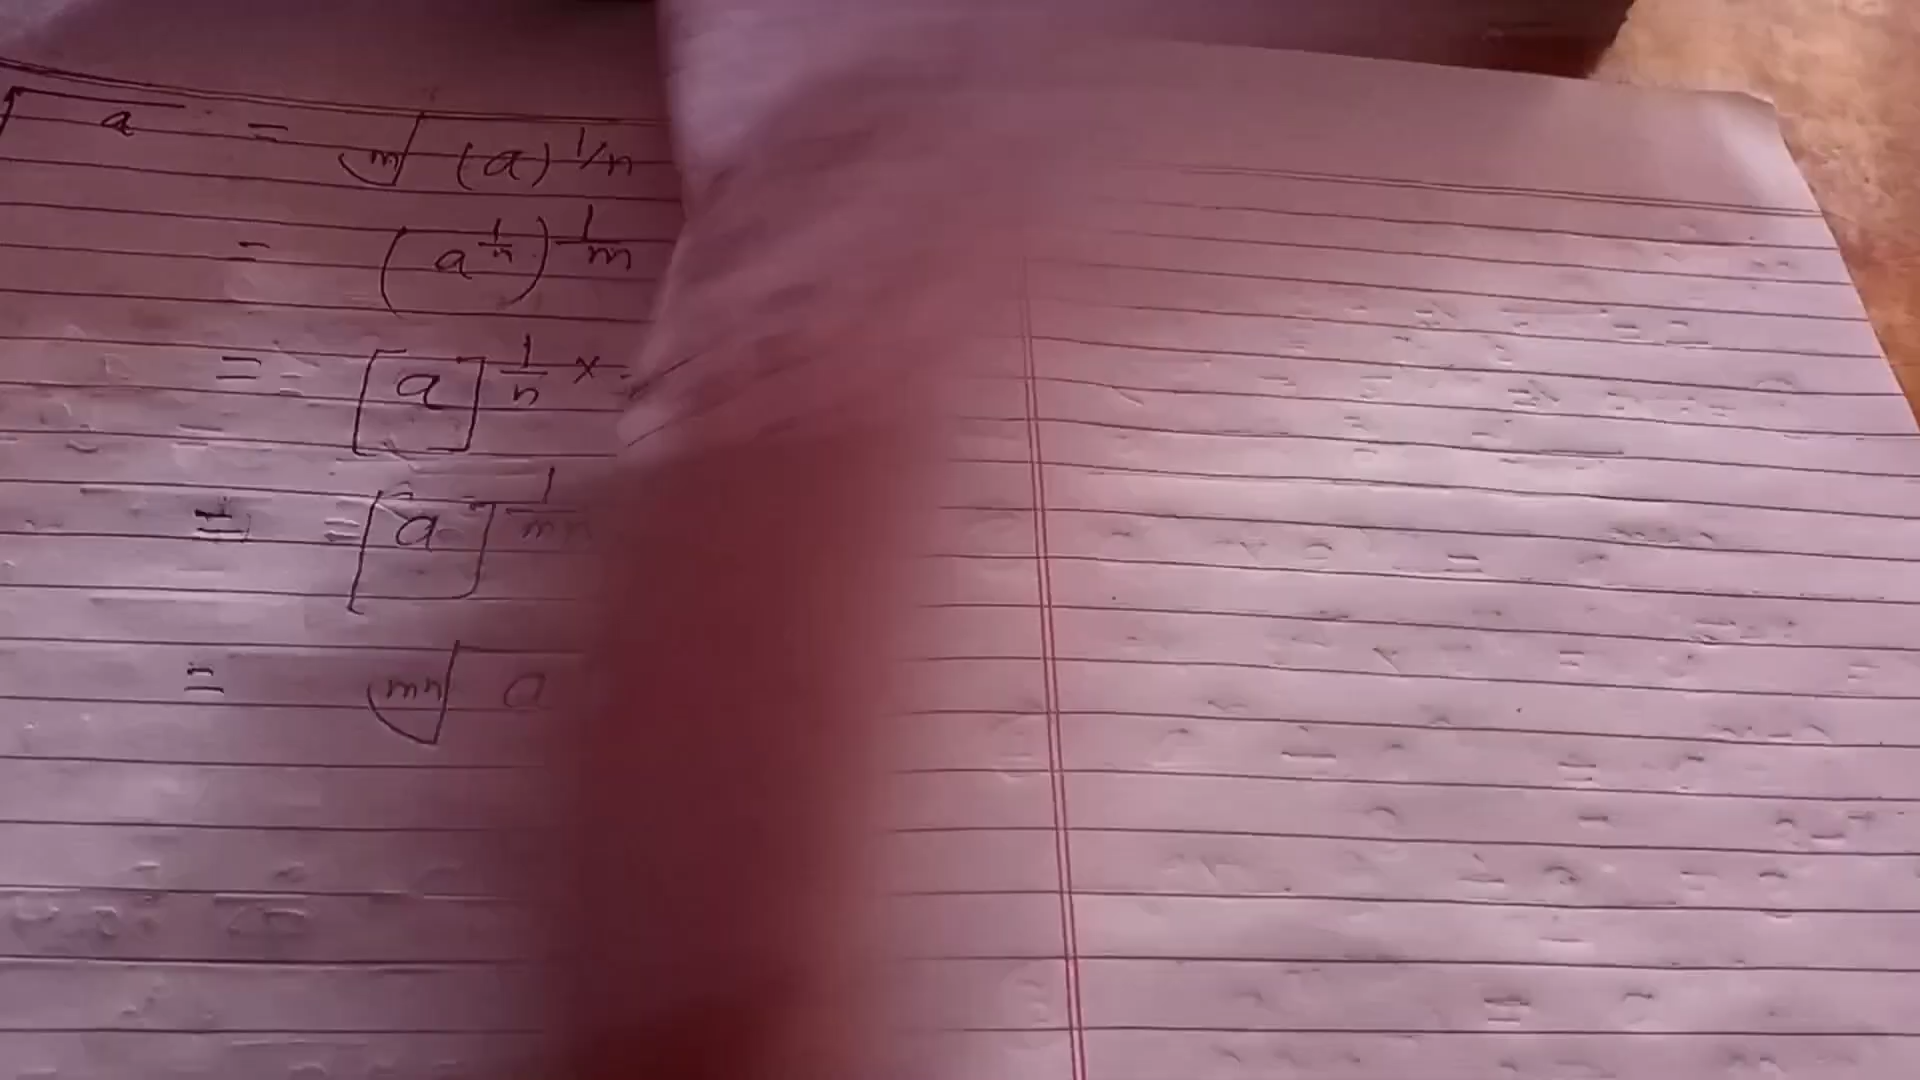 √a = ᵐ√(a)^1/n
= (a^1/n)^1/m
= [a]^1/n ×
= = [a]^1/mn
= ᵐⁿ√a